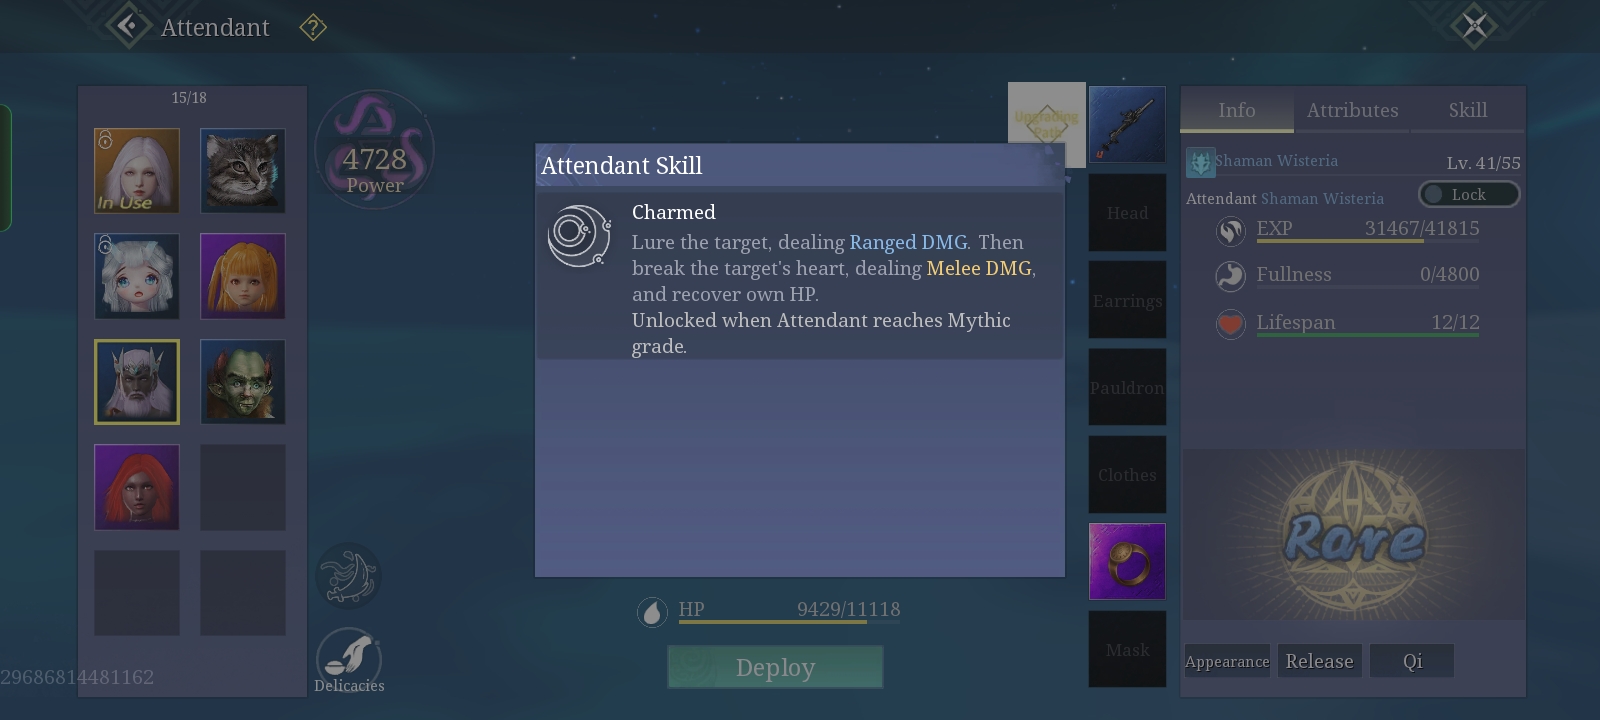 Attendant
?
15/18
In Use
4728
Power
Upgrading
Path
Attendant Skill
Charmed
Lure the target, dealing Ranged DMG. Then
break the target's heart, dealing Melee DMG,
and recover own HP.
Unlocked when Attendant reaches Mythic
grade.
HP 9429/11118
Deploy
Delicacies
29686814481162
Head
Earrings
Pauldron
Clothes
Mask
Info Attributes Skill
Shaman Wisteria Lv. 41/55
Attendant Shaman Wisteria Lock
EXP 31467/41815
Fullness 0/4800
Lifespan 12/12
Rare
Appearance Release Qi